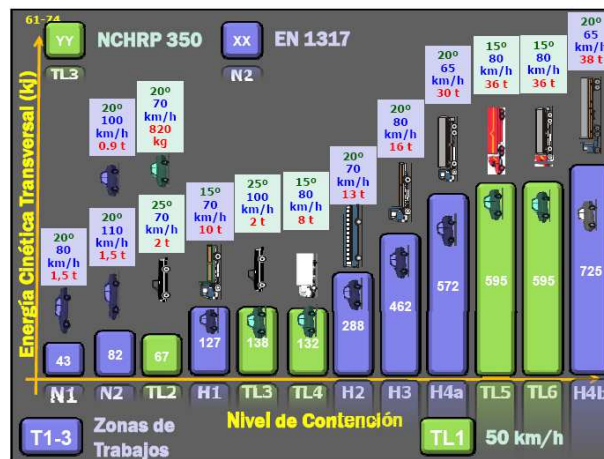 61-74
YY NCHRP 350
TL3
XX EN 1317
N2
Energía Cinética Transversal (kj)
20º
80
km/h
1,5 t
20º
100
km/h
0.9 t
20º
110
km/h
1,5 t
20º
70
km/h
820
kg
25º
70
km/h
2 t
15º
70
km/h
10 t
25º
100
km/h
2 t
15º
80
km/h
8 t
20º
70
km/h
13 t
20º
80
km/h
16 t
20º
65
km/h
30 t
15º
80
km/h
36 t
15º
80
km/h
36 t
20º
65
km/h
38 t
43
82
67
127
138
132
288
462
572
595
595
725
N1
N2
TL2
H1
TL3
TL4
H2
H3
H4a
TL5
TL6
H4b
Nivel de Contención
T1-3 Zonas de
Trabajos
TL1 50 km/h